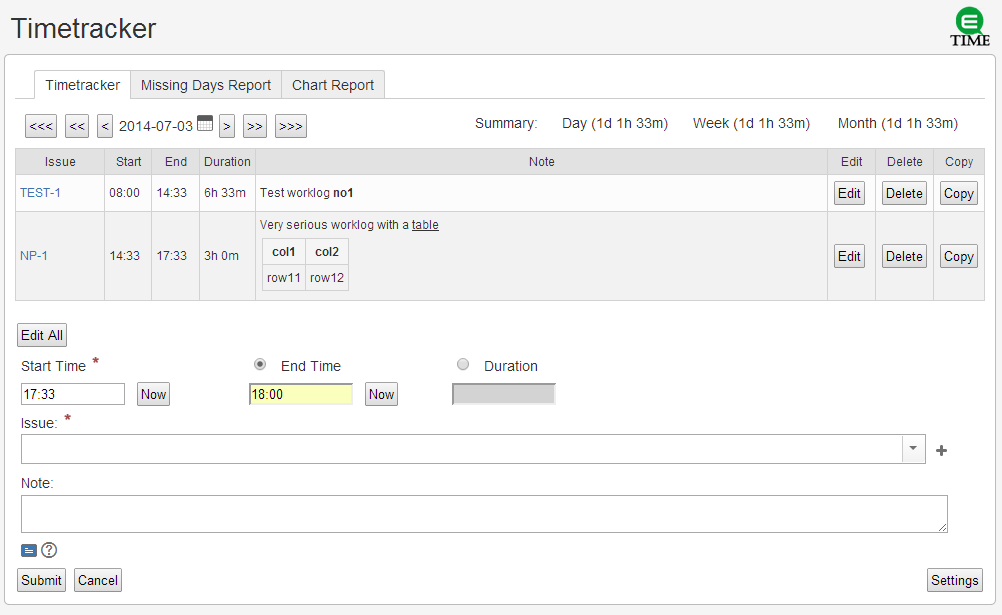 Timetracker
TIME
Timetracker Missing Days Report Chart Report
<<< << < 2014-07-03 > >> >>> Summary: Day (1d 1h 33m) Week (1d 1h 33m) Month (1d 1h 33m)
Issue Start End Duration Note Edit Delete Copy
TEST-1 08:00 14:33 6h 33m Test worklog no1 Edit Delete Copy
Very serious worklog with a table
NP-1 14:33 17:33 3h 0m col1 col2 Edit Delete Copy
row11 row12
Edit All
Start Time * End Time Duration
17:33 Now 18:00 Now
Issue: *
+
Note:
?
Submit Cancel Settings